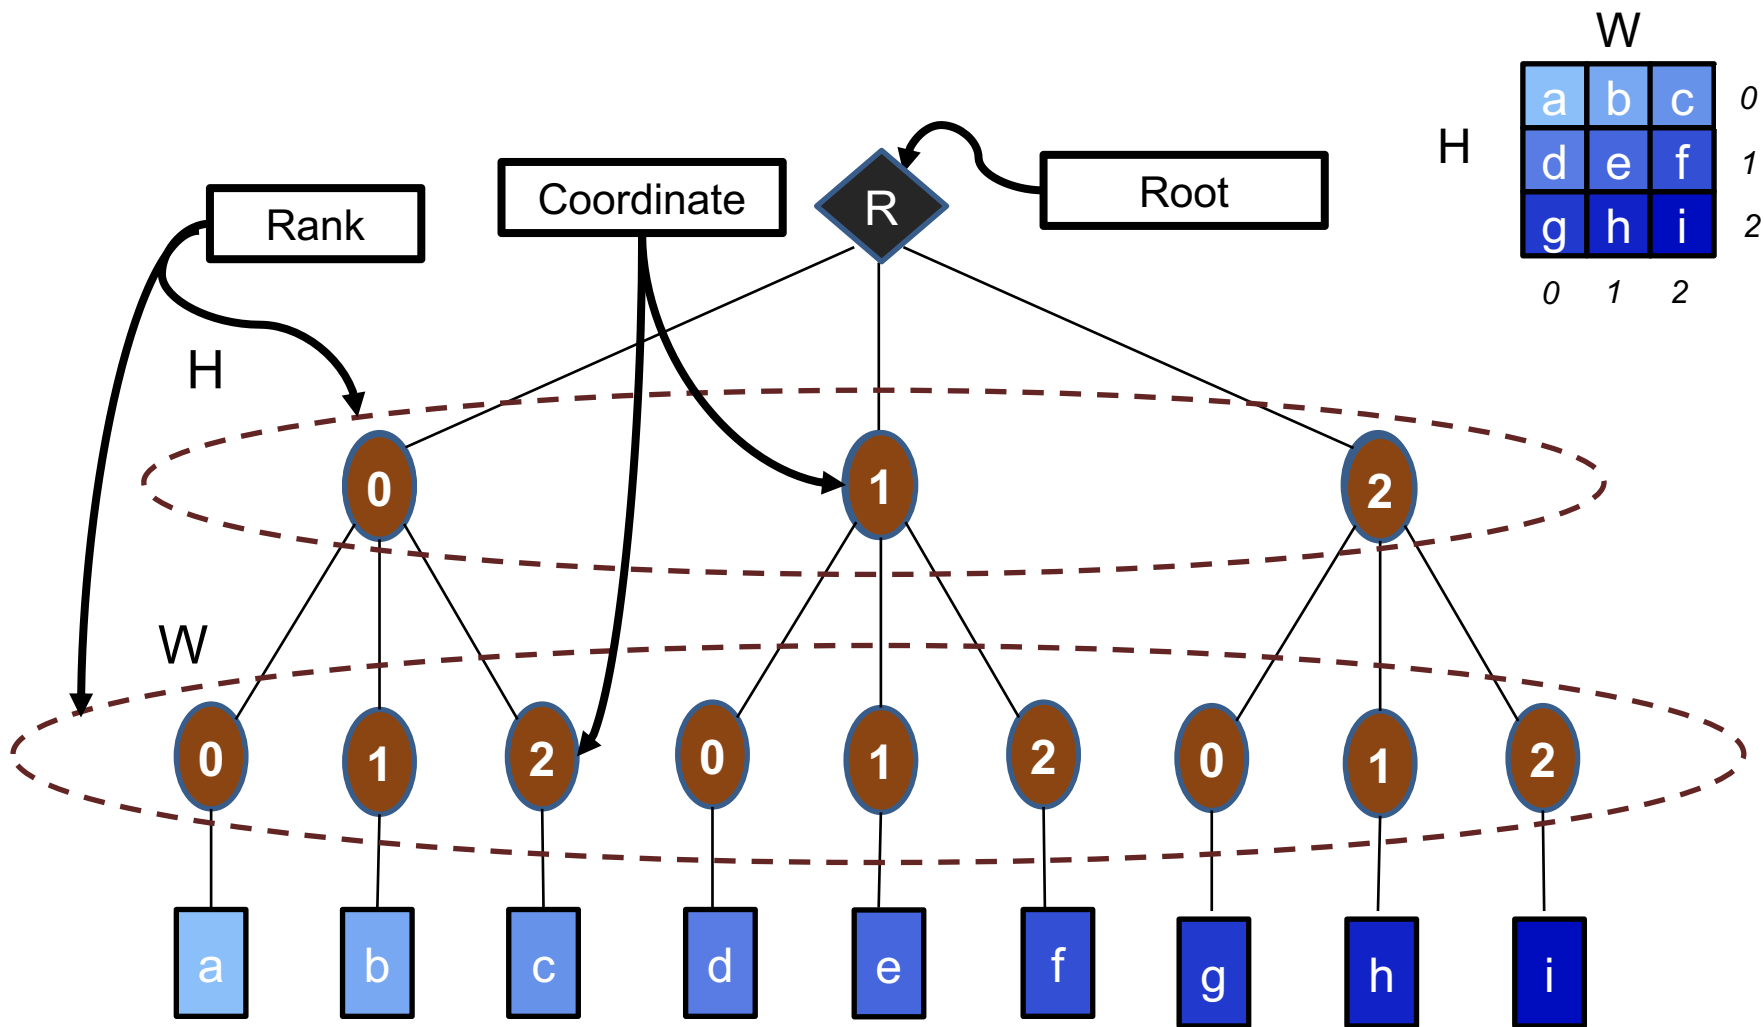 W
a b c 0
H d e f 1
g h i 2
0 1 2
Rank
Coordinate
R
Root
H
0 1 2
W
0 1 2 0 1 2 0 1 2
a b c d e f g h i